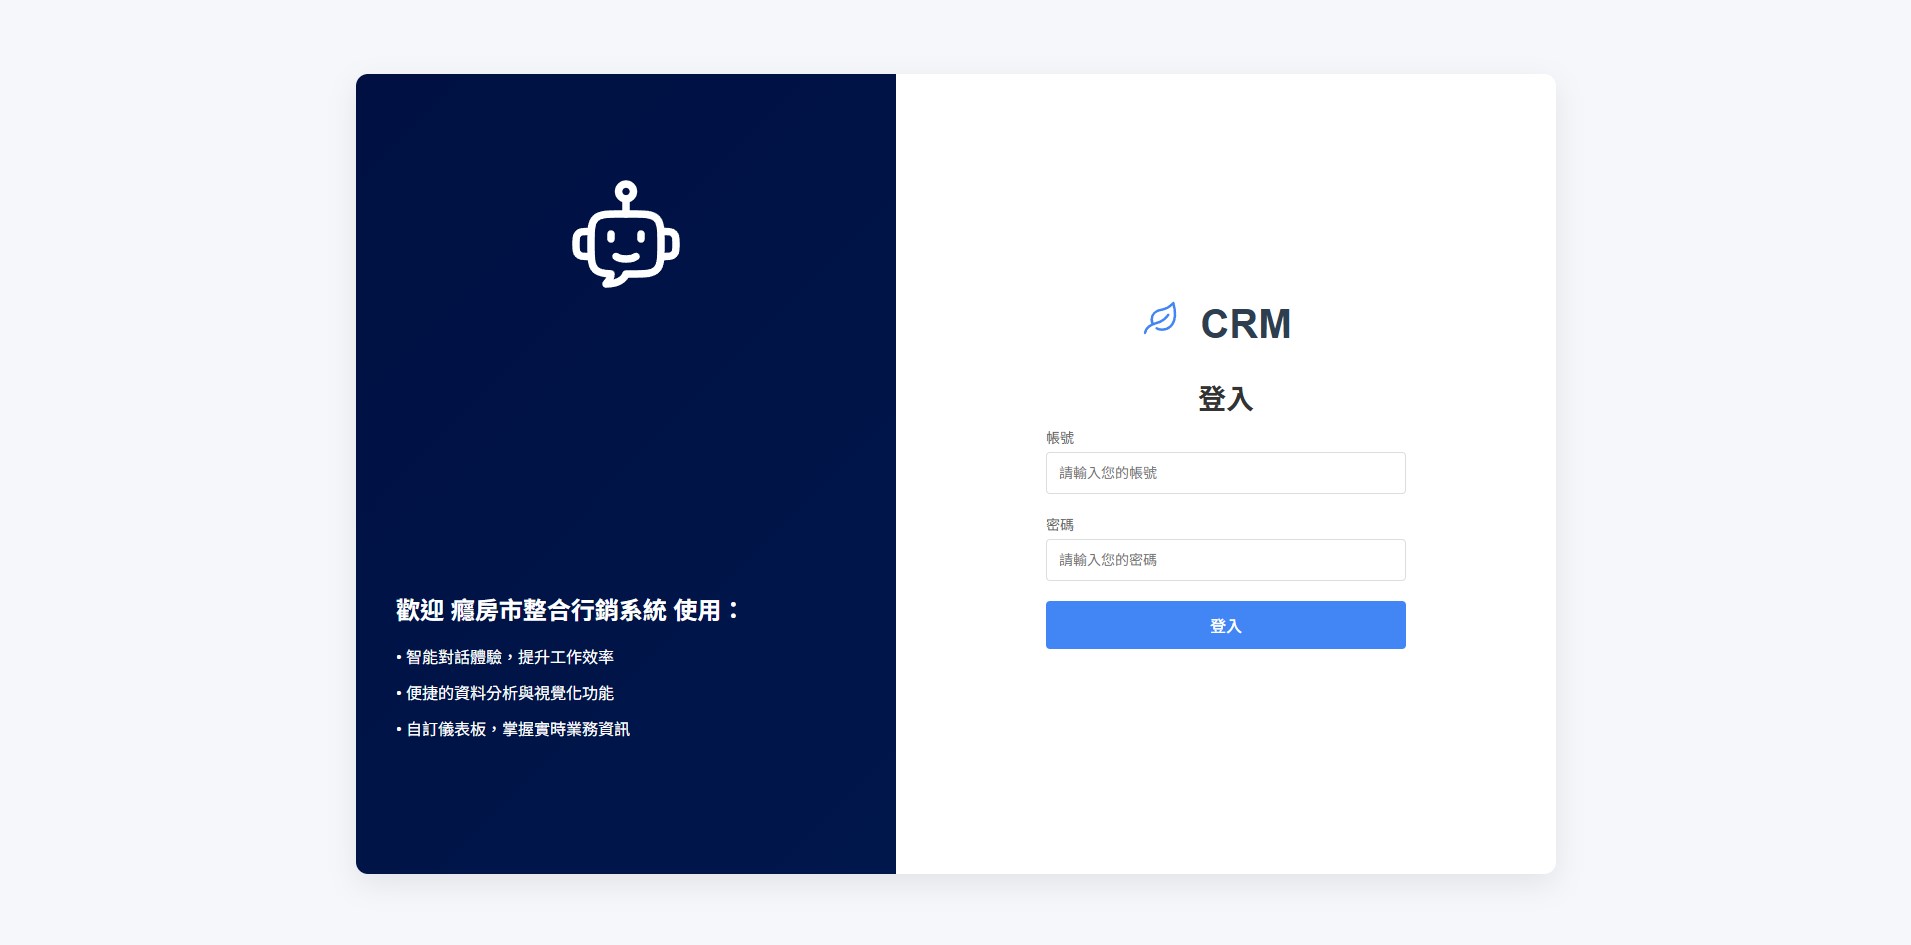 歡迎 癮房市整合行銷系統 使用：
• 智能對話體驗，提升工作效率
• 便捷的資料分析與視覺化功能
• 自訂儀表板，掌握實時業務資訊
CRM
登入
帳號
請輸入您的帳號
密碼
請輸入您的密碼
登入